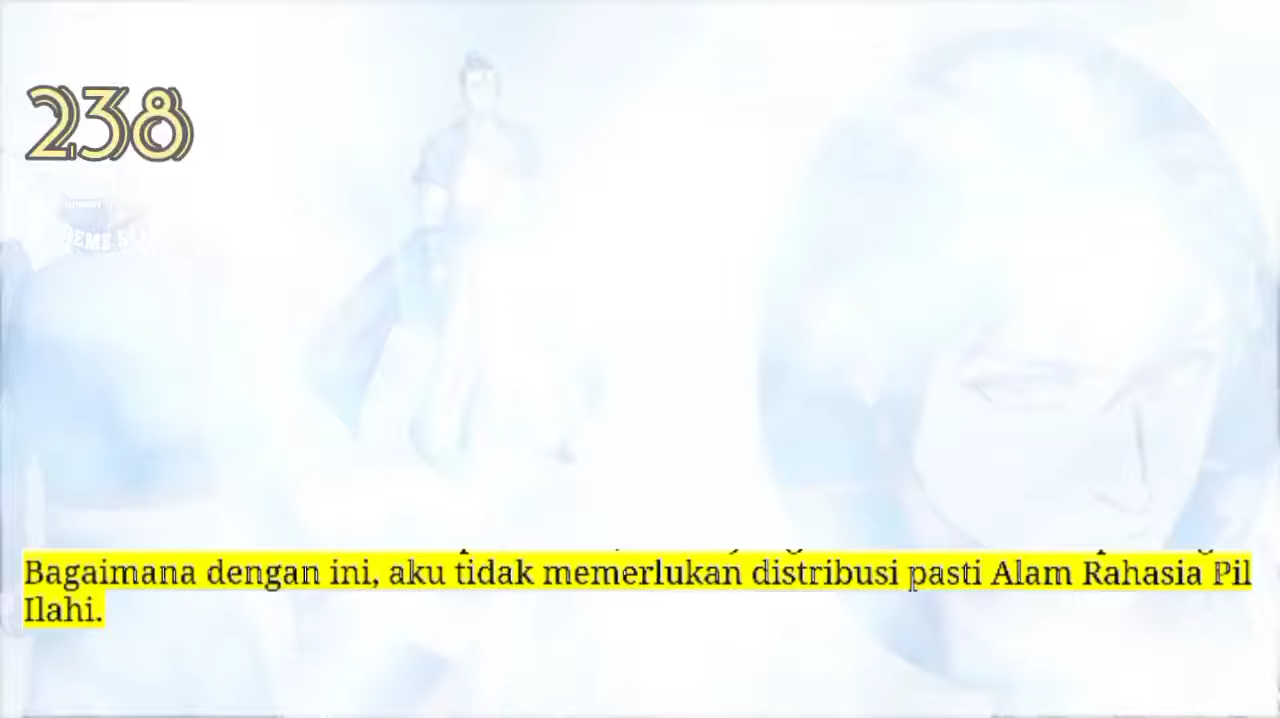 238
Bagaimana dengan ini, aku tidak memerlukan distribusi pasti Alam Rahasia Pil
Ilahi.